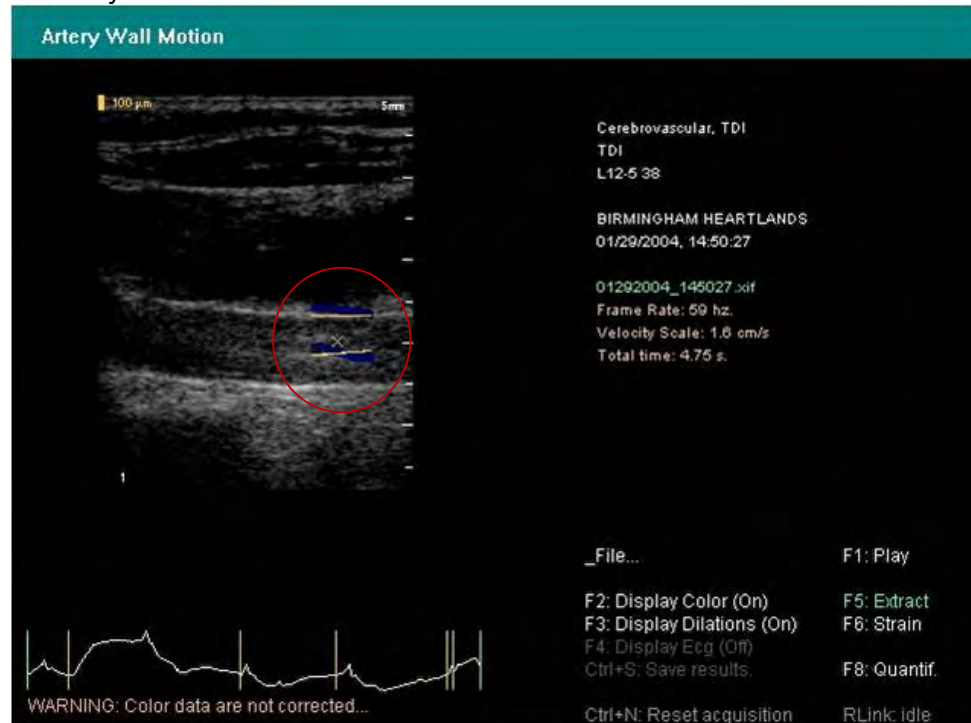 Artery Wall Motion
100 µm
5mm
Cerebrovascular, TDI
TDI
L12-5 38
BIRMINGHAM HEARTLANDS
01/29/2004, 14:50:27
01292004_145027.xif
Frame Rate: 59 hz.
Velocity Scale: 1.6 cm/s
Total time: 4.75 s.
1
_File...
F1: Play
F2: Display Color (On)
F5: Extract
F3: Display Dilations (On)
F6: Strain
F4: Display Ecg (Off)
Ctrl+S: Save results.
F8: Quantif.
WARNING: Color data are not corrected...
Ctrl+N: Reset acquisition
RLink: idle